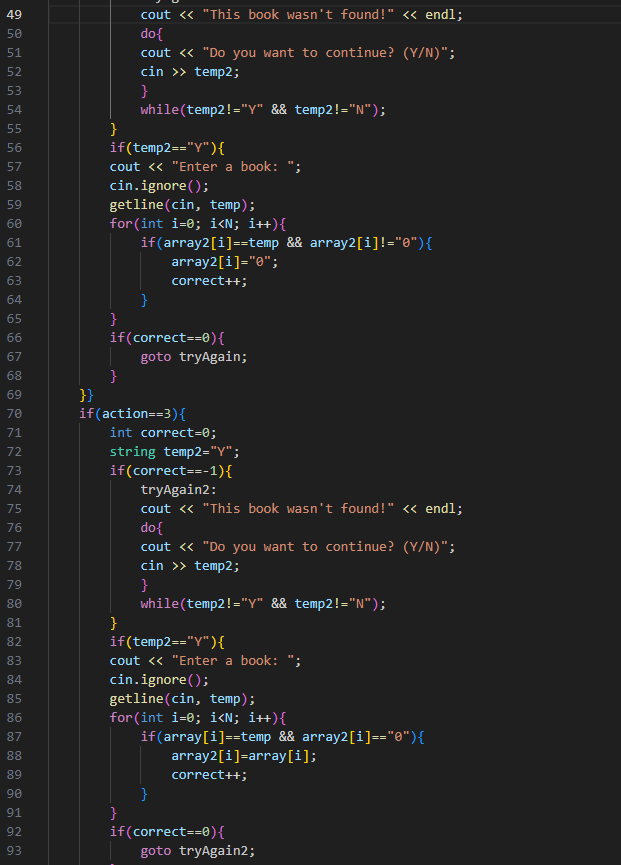 49 cout << "This book wasn't found!" << endl;
50 do{
51 cout << "Do you want to continue? (Y/N)";
52 cin >> temp2;
53 }
54 while(temp2!="Y" && temp2!="N");
55 }
56 if(temp2=="Y"){
57 cout << "Enter a book: ";
58 cin.ignore();
59 getline(cin, temp);
60 for(int i=0; i<N; i++){
61 if(array2[i]==temp && array2[i]!="0"){
62 array2[i]="0";
63 correct++;
64 }
65 }
66 if(correct==0){
67 goto tryAgain;
68 }
69 }}
70 if(action==3){
71 int correct=0;
72 string temp2="Y";
73 if(correct==-1){
74 tryAgain2:
75 cout << "This book wasn't found!" << endl;
76 do{
77 cout << "Do you want to continue? (Y/N)";
78 cin >> temp2;
79 }
80 while(temp2!="Y" && temp2!="N");
81 }
82 if(temp2=="Y"){
83 cout << "Enter a book: ";
84 cin.ignore();
85 getline(cin, temp);
86 for(int i=0; i<N; i++){
87 if(array[i]==temp && array2[i]=="0"){
88 array2[i]=array[i];
89 correct++;
90 }
91 }
92 if(correct==0){
93 goto tryAgain2;